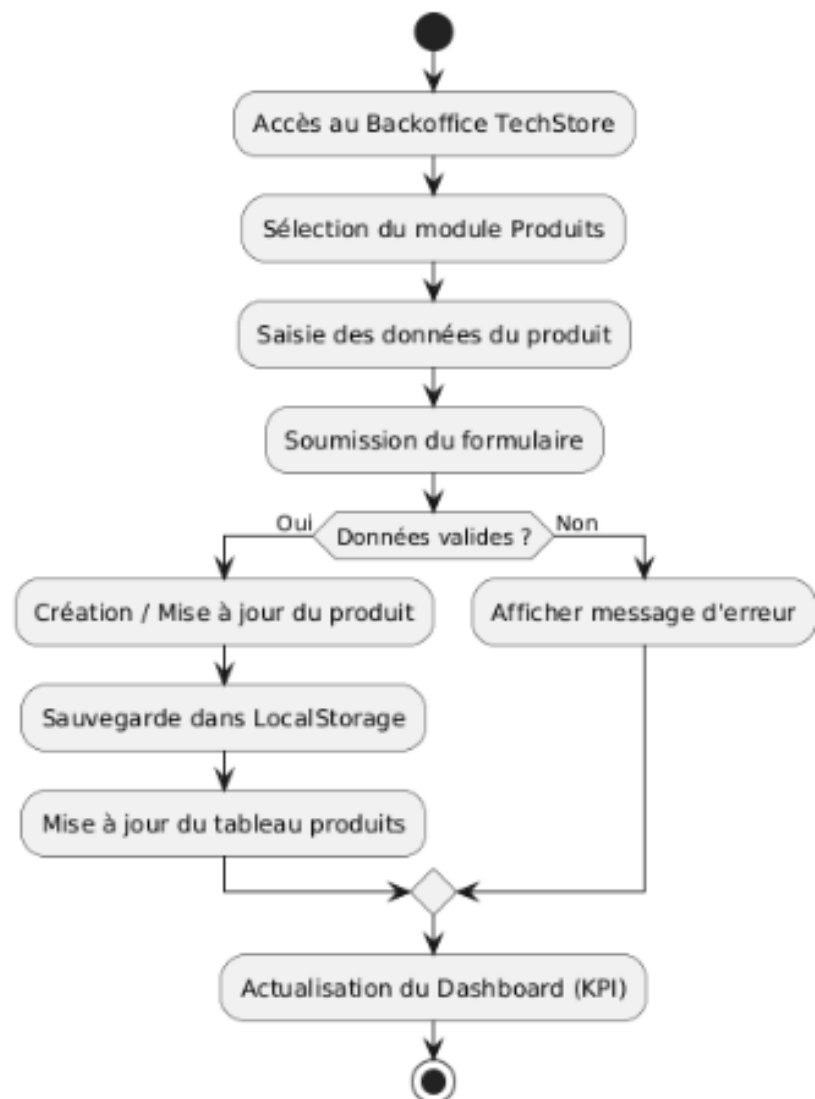 Accès au Backoffice TechStore
Sélection du module Produits
Saisie des données du produit
Soumission du formulaire
Oui
Données valides ?
Non
Création / Mise à jour du produit
Afficher message d'erreur
Sauvegarde dans LocalStorage
Mise à jour du tableau produits
Actualisation du Dashboard (KPI)